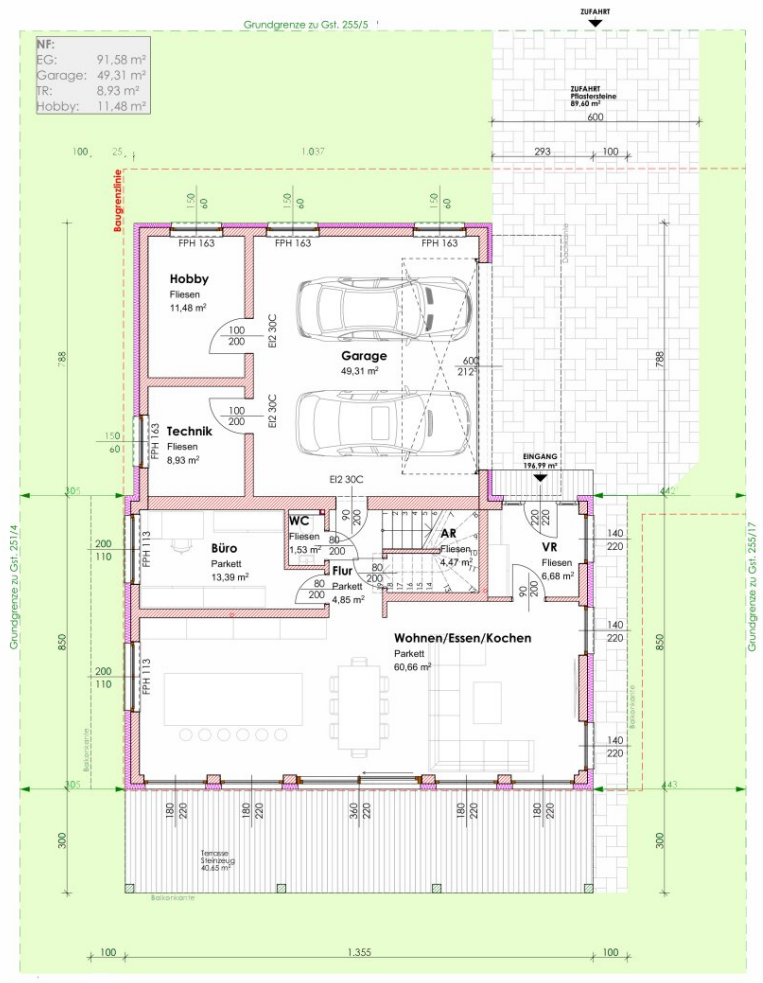 ZUFAHRT
Grundgrenze zu Gst. 255/5
NF:
EG: 91,58 m²
Garage: 49,31 m²
TR: 8,93 m²
Hobby: 11,48 m²
ZUFAHRT
Pflastersteine
89,60 m²
600
100
25
1.037
293
100
Baugrenzlinie
150
60
150
60
150
60
FPH 163
FPH 163
FPH 163
Dachkante
Hobby
Fliesen
11,48 m²
100
200
EI2 30C
Garage
49,31 m²
600
212
788
788
100
200
EI2 30C
Technik
Fliesen
8,93 m²
150
60
FPH 163
EINGANG
196,99 m²
EI2 30C
305
442
90
200
WC
Fliesen
1,53 m²
80
200
AR
Fliesen
4,47 m²
220
220
140
220
VR
Fliesen
6,68 m²
200
110
FPH 113
Büro
Parkett
13,39 m²
Flur
Parkett
4,85 m²
80
200
80
200
90
200
Grundgrenze zu Gst. 251/4
Grundgrenze zu Gst. 255/17
850
850
140
220
Wohnen/Essen/Kochen
Parkett
60,66 m²
200
110
FPH 113
Balkonkante
Balkonkante
140
220
305
443
180
220
180
220
360
220
180
220
180
220
300
300
Terrasse
Steinzeug
40,65 m²
Balkonkante
100
1.355
100